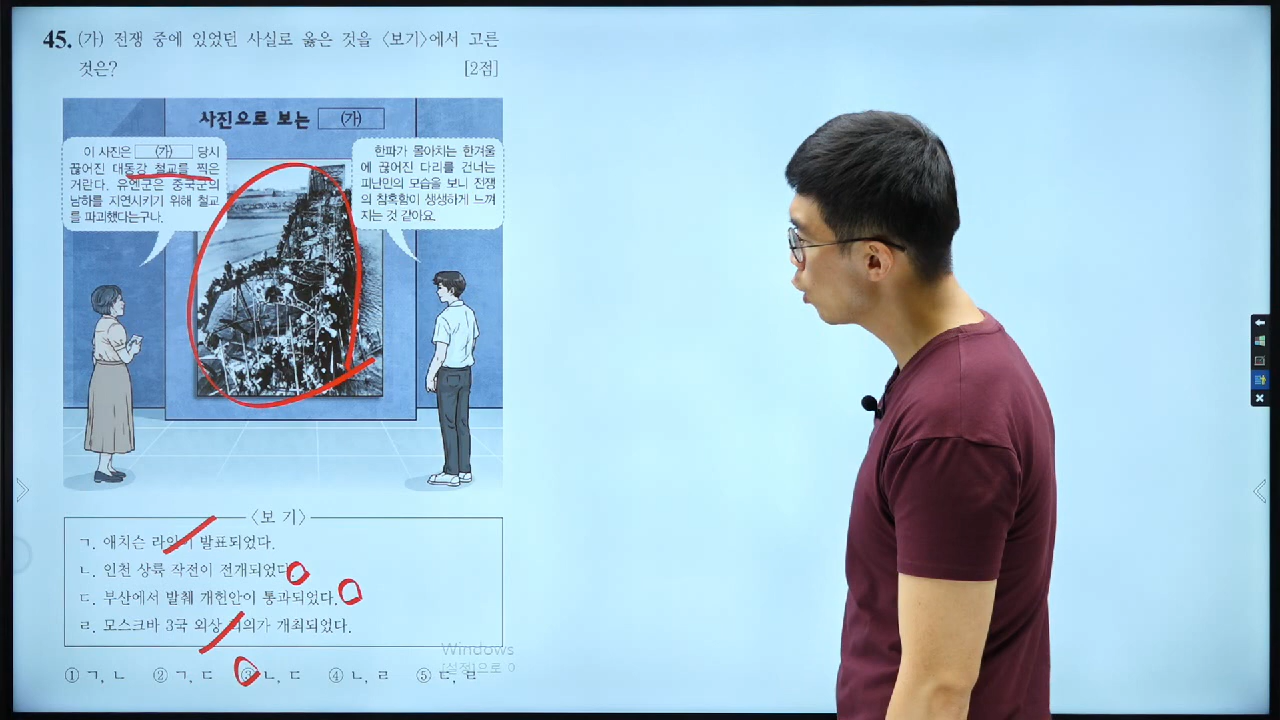 45. (가) 전쟁 중에 있었던 사실로 옳은 것을 <보기>에서 고른
것은? [2점]
사진으로 보는 (가)
이 사진은 (가) 당시
끊어진 대동강 철교를 찍은
거란다. 유엔군은 중국군의
남하를 지연시키기 위해 철교
를 파괴했다는구나.
한파가 몰아치는 한겨울
에 끊어진 다리를 건너는
피난민의 모습을 보니 전쟁
의 참혹함이 생생하게 느껴
지는 것 같아요.
<보 기>
ㄱ. 애치슨 라인이 발표되었다.
ㄴ. 인천 상륙 작전이 전개되었다.
ㄷ. 부산에서 발췌 개헌안이 통과되었다.
ㄹ. 모스크바 3국 외상 회의가 개최되었다.
Windows
[설정]으로 이
① ㄱ, ㄴ ② ㄱ, ㄷ ③ ㄴ, ㄷ ④ ㄴ, ㄹ ⑤ ㄷ, ㄹ